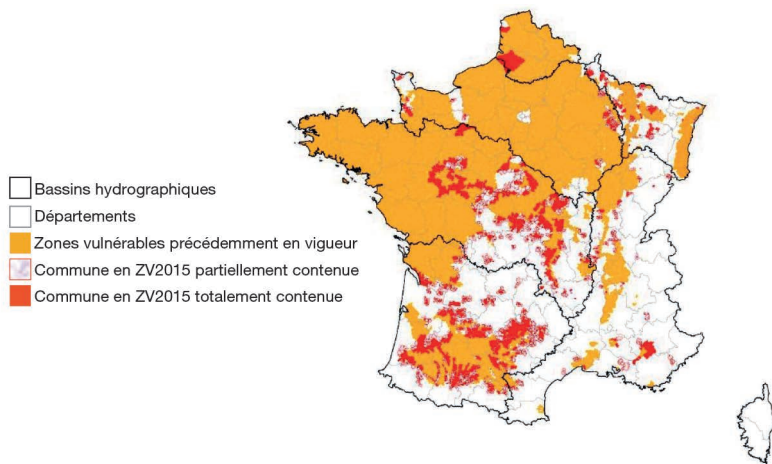 Bassins hydrographiques
Départements
Zones vulnérables précédemment en vigueur
Commune en ZV2015 partiellement contenue
Commune en ZV2015 totalement contenue